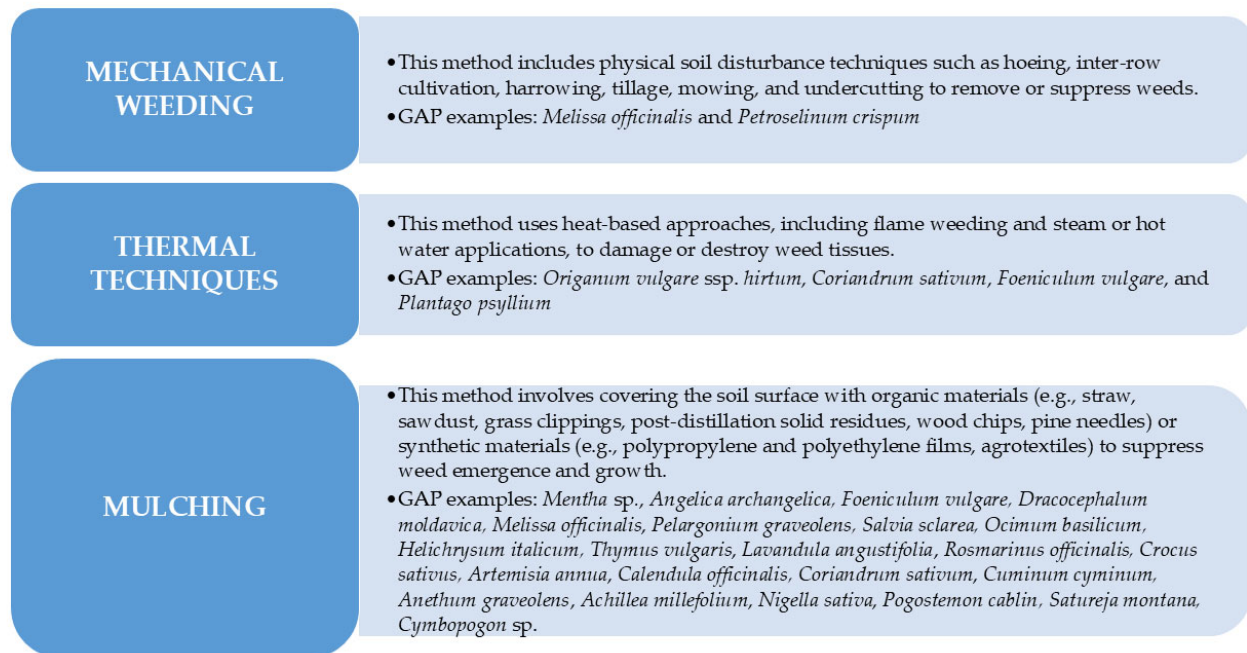 MECHANICAL
WEEDING
•This method includes physical soil disturbance techniques such as hoeing, inter-row
cultivation, harrowing, tillage, mowing, and undercutting to remove or suppress weeds.
•GAP examples: Melissa officinalis and Petroselinum crispum
THERMAL
TECHNIQUES
•This method uses heat-based approaches, including flame weeding and steam or hot
water applications, to damage or destroy weed tissues.
•GAP examples: Origanum vulgare ssp. hirtum, Coriandrum sativum, Foeniculum vulgare, and
Plantago psyllium
MULCHING
•This method involves covering the soil surface with organic materials (e.g., straw,
sawdust, grass clippings, post-distillation solid residues, wood chips, pine needles) or
synthetic materials (e.g., polypropylene and polyethylene films, agrotextiles) to suppress
weed emergence and growth.
•GAP examples: Mentha sp., Angelica archangelica, Foeniculum vulgare, Dracocephalum
moldavica, Melissa officinalis, Pelargonium graveolens, Salvia sclarea, Ocimum basilicum,
Helichrysum italicum, Thymus vulgaris, Lavandula angustifolia, Rosmarinus officinalis, Crocus
sativus, Artemisia annua, Calendula officinalis, Coriandrum sativum, Cuminum cyminum,
Anethum graveolens, Achillea millefolium, Nigella sativa, Pogostemon cablin, Satureja montana,
Cymbopogon sp.